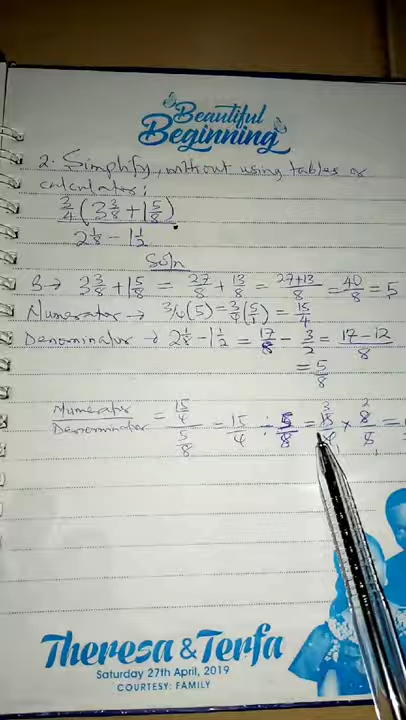 Beautiful
Beginning
2. Simplify, without using tables or
calculator;
3/4 (3 3/8 + 1 5/8)
2 1/8 - 1 1/2
Soln
B → 3 3/8 + 1 5/8 = 27/8 + 13/8 = 27+13/8 = 40/8 = 5
Numerator → 3/4(5) = 3/4(5/1) = 15/4
Denominator → 2 1/8 - 1 1/2 = 17/8 - 3/2 = 17-12/8
= 5/8
Numerator/Denominator = 15/4 / 5/8 = 15/4 ÷ 5/8 = 15/4 × 8/5 =
Theresa & Terfa
Saturday 27th April, 2019
COURTESY: FAMILY